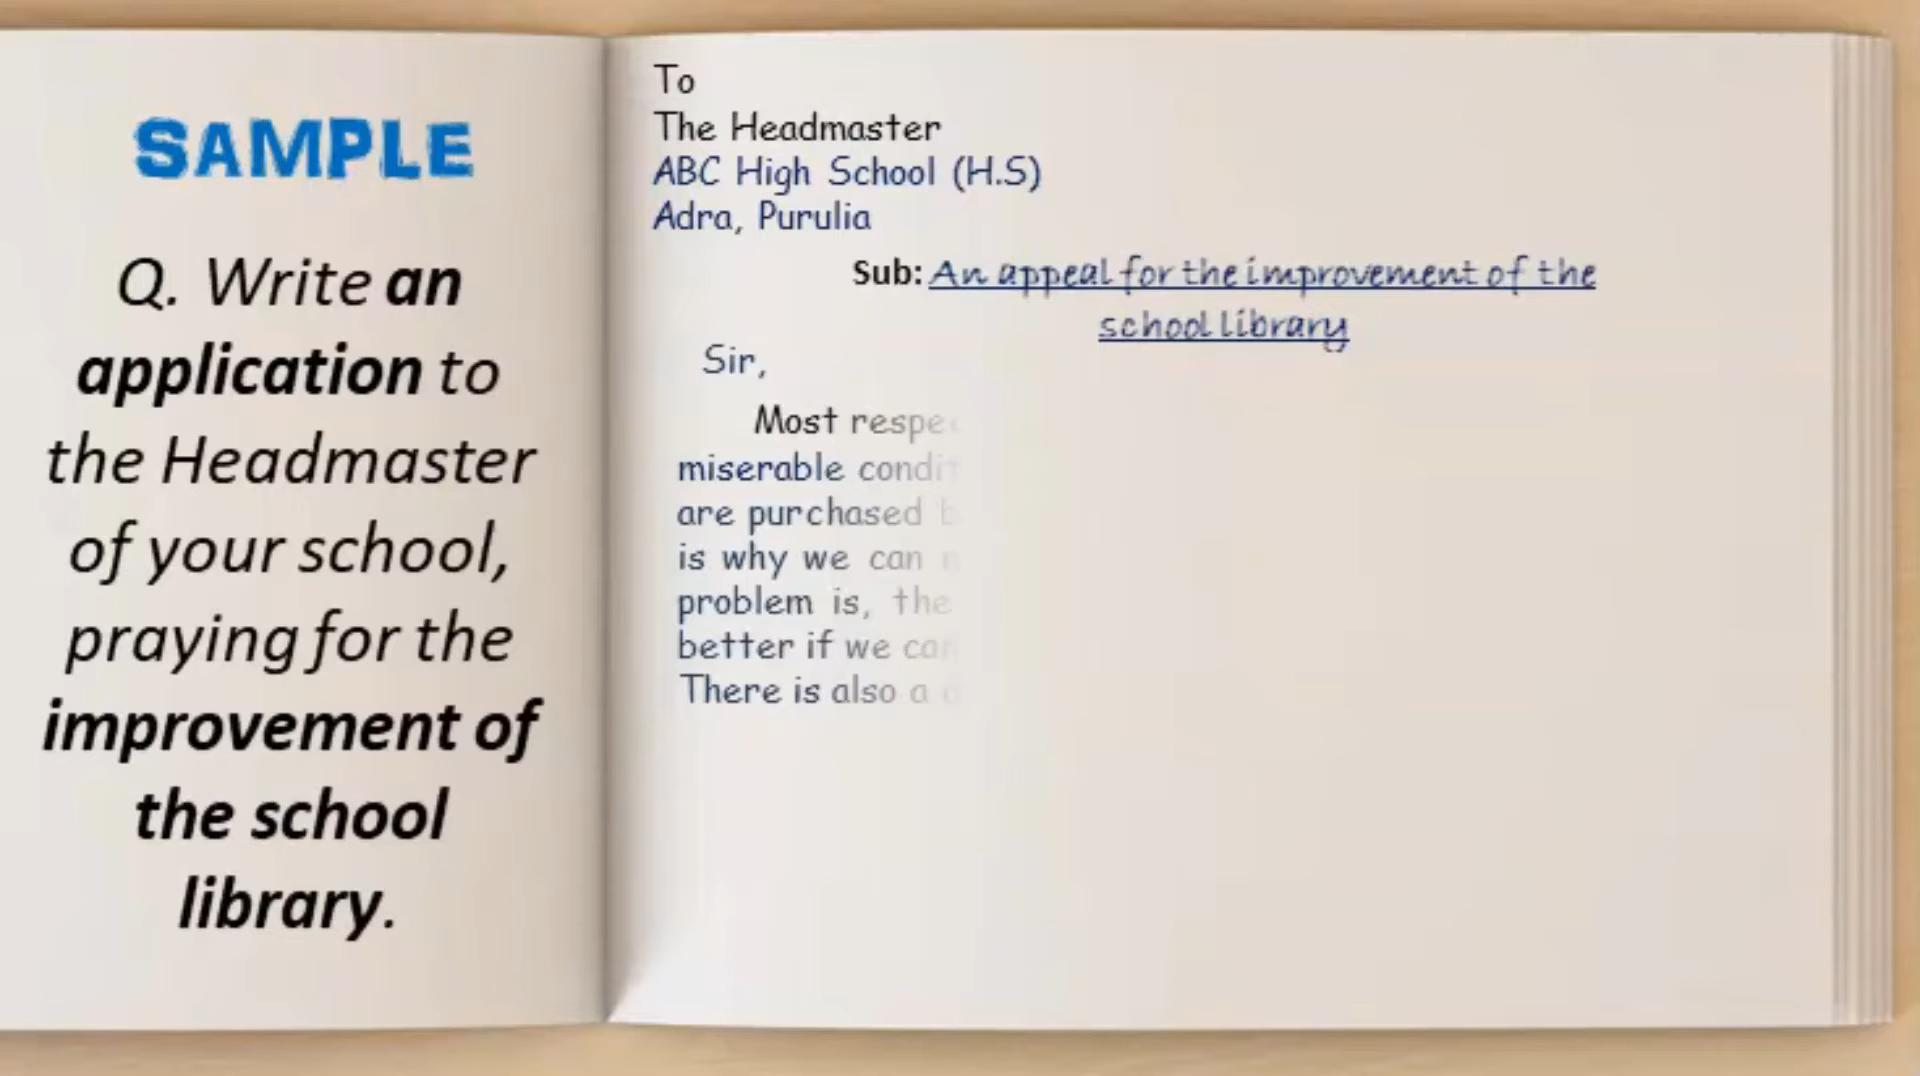 SAMPLE
Q. Write an
application to
the Headmaster
of your school,
praying for the
improvement of
the school
library.
To
The Headmaster
ABC High School (H.S)
Adra, Purulia
Sub: An appeal for the improvement of the
school library
Sir,
Most
miserable
are purchased
is why we can
problem is, the
better if we
There is also a